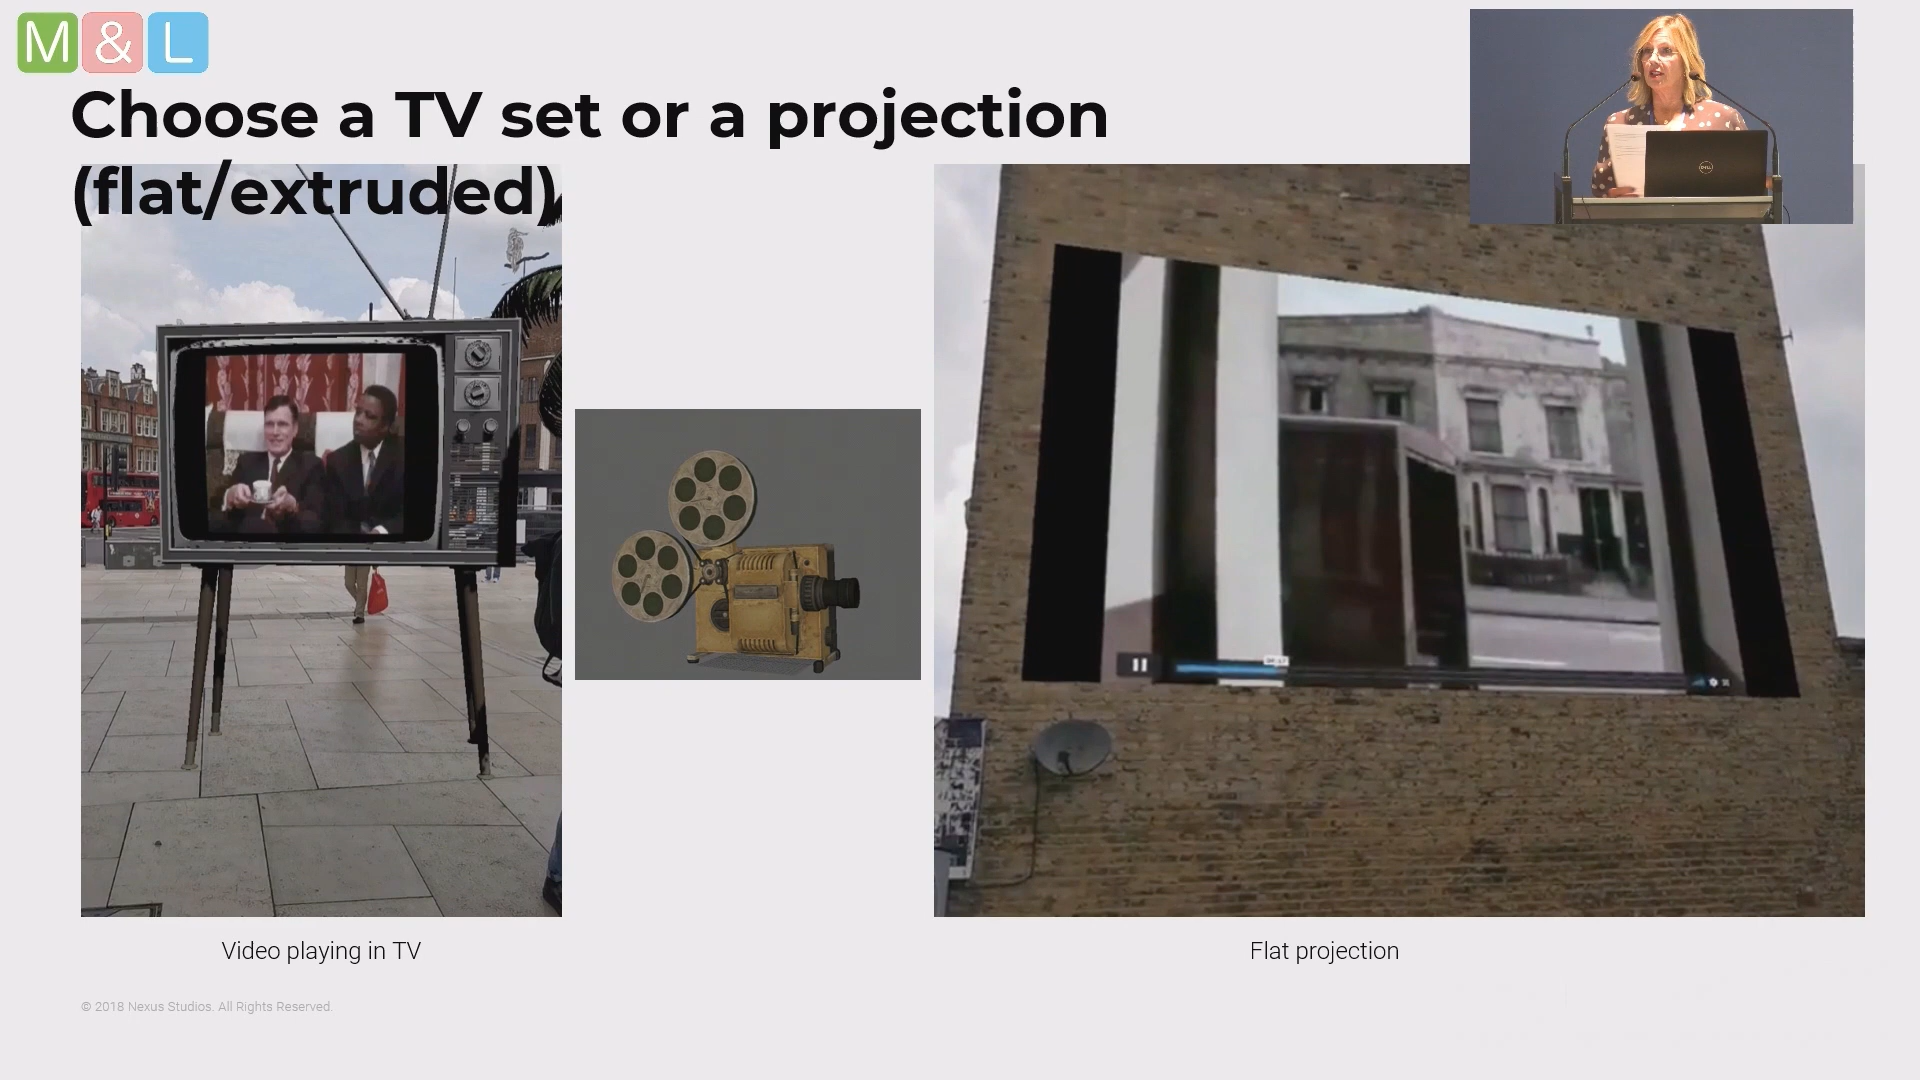 M&L
Choose a TV set or a projection
(flat/extruded)
DELL
Video playing in TV
Flat projection
© 2018 Nexus Studios. All Rights Reserved.